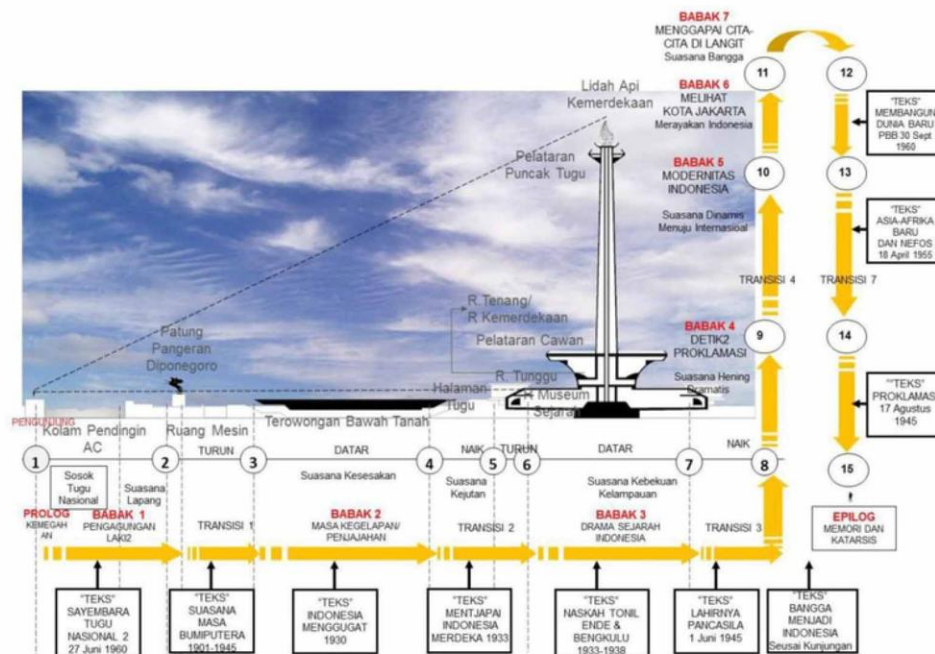 BABAK 7
MENGGAPAI CITA-
CITA DI LANGIT
Suasana Bangga
11
12
BABAK 6
MELIHAT
KOTA JAKARTA
Merayakan Indonesia
"TEKS"
MEMBANGUN
DUNIA BARU
PBB 30 Sept
1960
Lidah Api
Kemerdekaan
Pelataran
Puncak Tugu
BABAK 5
MODERNITAS
INDONESIA
10
13
Suasana Dinamis
Menuju Internasioal
"TEKS"
ASIA-AFRIKA
BARU
DAN NEFOS
18 April 1955
TRANSISI 4
TRANSISI 7
R.Tenang/
R Kemerdekaan
Pelataran Cawan
BABAK 4
DETIK2
PROKLAMASI
9
14
Suasana Hening
Dramatis
Patung
Pangeran
Diponegoro
R. Tunggu
Halaman
Tugu
R Museum
Sejarah
""TEKS"
PROKLAMASI
17 Agustus
1945
PENGUNJUNG
Kolam Pendingin
AC
Ruang Mesin
Terowongan Bawah Tanah
TURUN
DATAR
NAIK
TURUN
DATAR
NAIK
1
2
3
4
5
6
7
8
15
Sosok
Tugu
Nasional
Suasana
Lapang
Suasana Kesesakan
Suasana
Kejutan
Suasana Kebekuan
Kelampauan
EPILOG
MEMORI DAN
KATARSIS
PROLOG
KEMEGAH
AN
BABAK 1
PENGAGUNGAN
LAKI2
TRANSISI 1
BABAK 2
MASA KEGELAPAN/
PENJAJAHAN
TRANSISI 2
BABAK 3
DRAMA SEJARAH
INDONESIA
TRANSISI 3
"TEKS"
SAYEMBARA
TUGU
NASIONAL 2
27 Juni 1960
"TEKS"
SUASANA
MASA
BUMIPUTERA
1901-1945
"TEKS"
INDONESIA
MENGGUGAT
1930
"TEKS"
MENTJAPAI
INDONESIA
MERDEKA 1933
"TEKS"
NASKAH TONIL
ENDE &
BENGKULU
1933-1938
"TEKS"
LAHIRNYA
PANCASILA
1 Juni 1945
"TEKS"
BANGGA
MENJADI
INDONESIA
Seusai Kunjungan